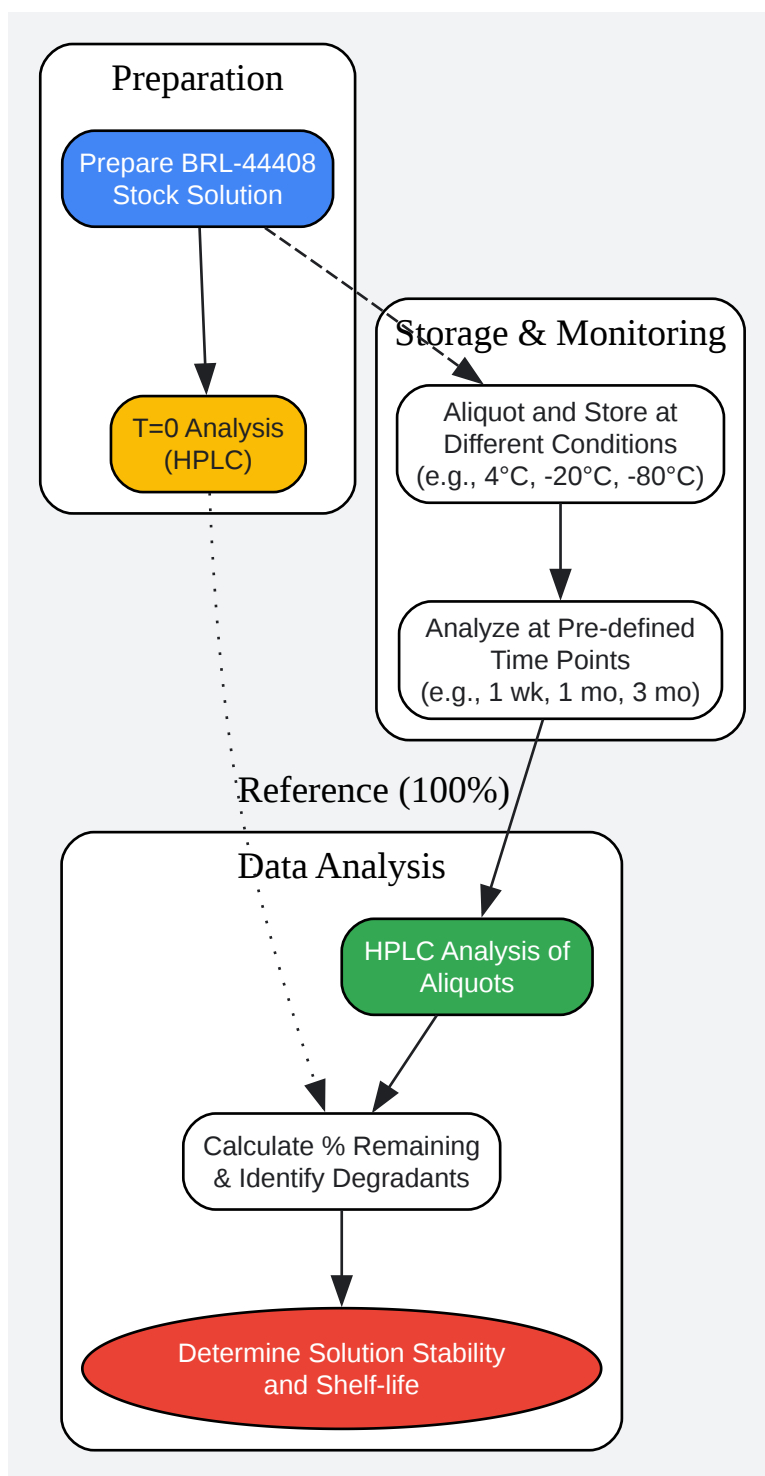 Preparation
Prepare BRL-44408
Stock Solution
T=0 Analysis
(HPLC)
Storage & Monitoring
Aliquot and Store at
Different Conditions
(e.g., 4°C, -20°C, -80°C)
Analyze at Pre-defined
Time Points
(e.g., 1 wk, 1 mo, 3 mo)
Reference (100%)
Data Analysis
HPLC Analysis of
Aliquots
Calculate % Remaining
& Identify Degradants
Determine Solution Stability
and Shelf-life